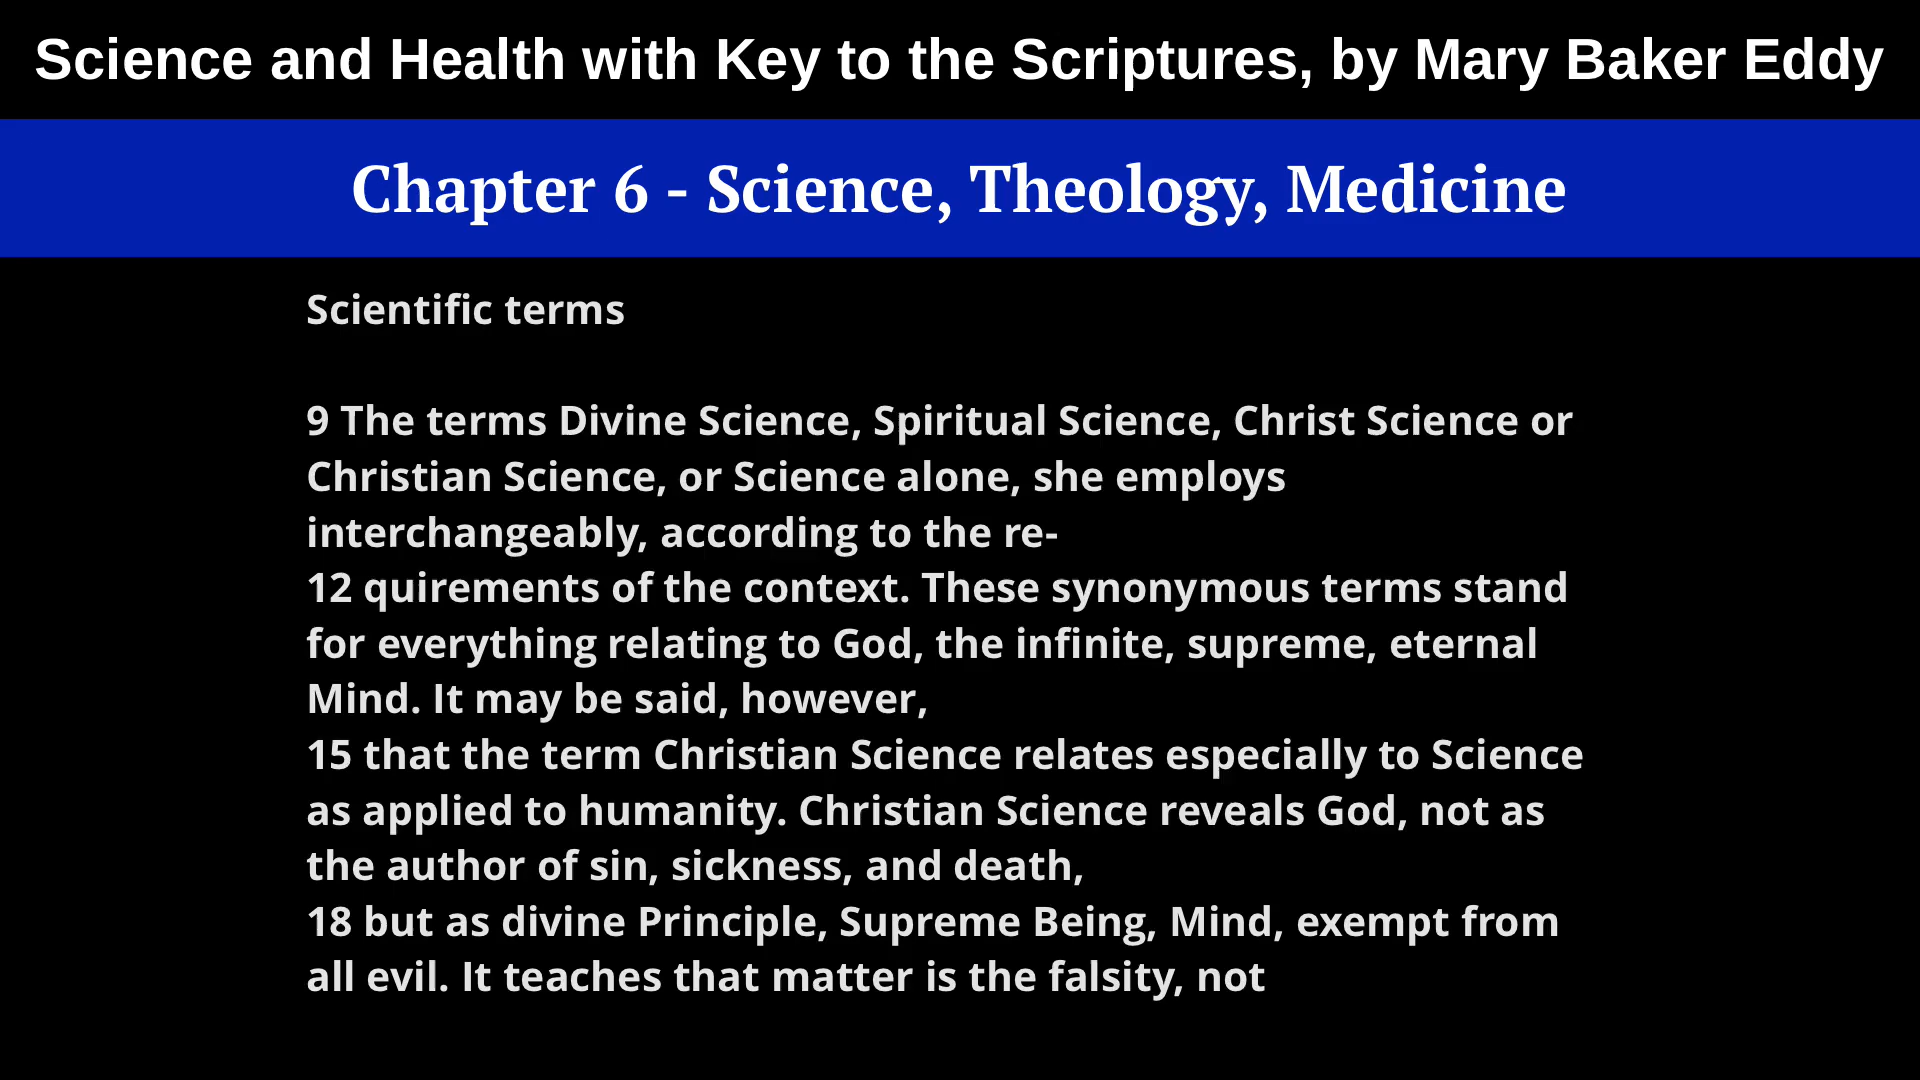 Science and Health with Key to the Scriptures, by Mary Baker Eddy
Chapter 6 - Science, Theology, Medicine
Scientific terms
9 The terms Divine Science, Spiritual Science, Christ Science or
Christian Science, or Science alone, she employs
interchangeably, according to the re-
12 quirements of the context. These synonymous terms stand
for everything relating to God, the infinite, supreme, eternal
Mind. It may be said, however,
15 that the term Christian Science relates especially to Science
as applied to humanity. Christian Science reveals God, not as
the author of sin, sickness, and death,
18 but as divine Principle, Supreme Being, Mind, exempt from
all evil. It teaches that matter is the falsity, not